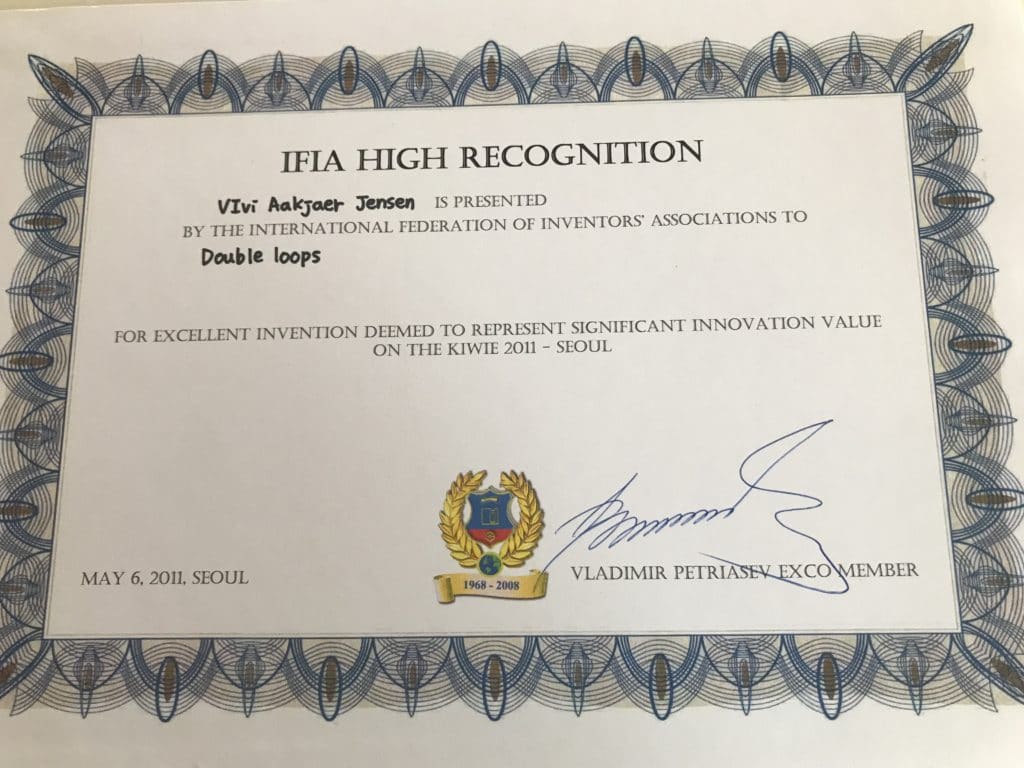 IFIA HIGH RECOGNITION
VIvi Aakjaer Jensen IS PRESENTED
BY THE INTERNATIONAL FEDERATION OF INVENTORS' ASSOCIATIONS TO
Double loops
FOR EXCELLENT INVENTION DEEMED TO REPRESENT SIGNIFICANT INNOVATION VALUE
ON THE KIWIE 2011 - SEOUL
1968 - 2008
MAY 6, 2011, SEOUL
VLADIMIR PETRIASEV EXCO MEMBER